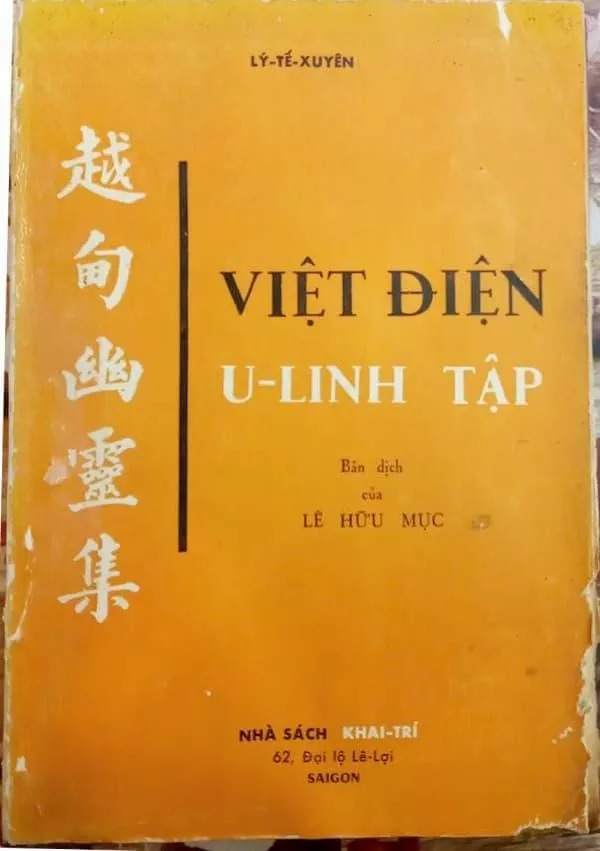 LÝ-TẾ-XUYÊN
越甸幽靈集
VIỆT ĐIỆN
U-LINH TẬP
Bản dịch
của
LÊ HỮU MỤC
NHÀ SÁCH KHAI-TRÍ
62, Đại lộ Lê-Lợi
SAIGON